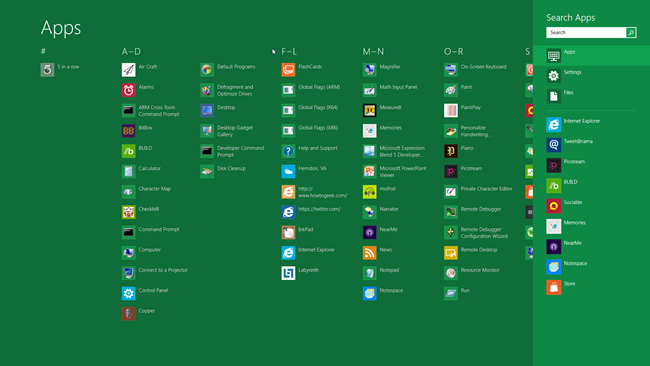 Apps
#
5 in a row
A–D
Air Craft
Alarms
ARM Cross Tools
Command Prompt
BitBox
BUILD
Calculator
Character Map
CheckM8
Command Prompt
Computer
Connect to a Projector
Control Panel
Copper
Default Programs
Defragment and
Optimize Drives
Desktop
Desktop Gadget
Gallery
Developer Command
Prompt
Disk Cleanup
F–L
FlashCards
Global Flags (ARM)
Global Flags (X64)
Global Flags (X86)
Help and Support
Herndon, VA
http://
www.howtogeek.com/
https://twitter.com/
InkPad
Internet Explorer
Labyrinth
M–N
Magnifier
Math Input Panel
MeasureIt
Memories
Microsoft Expression
Blend 5 Developer...
Microsoft PowerPoint
Viewer
moPod
Narrator
NearMe
News
Notepad
Notespace
O–R
On-Screen Keyboard
Paint
PaintPlay
Personalize
Handwriting...
Piano
Picstream
Private Character Editor
Remote Debugger
Remote Debugger
Configuration Wizard
Remote Desktop
Resource Monitor
Run
S
Search Apps
Search
Apps
Settings
Files
Internet Explorer
Tweet@rama
Picstream
BUILD
Socialite
Memories
NearMe
Notespace
Store